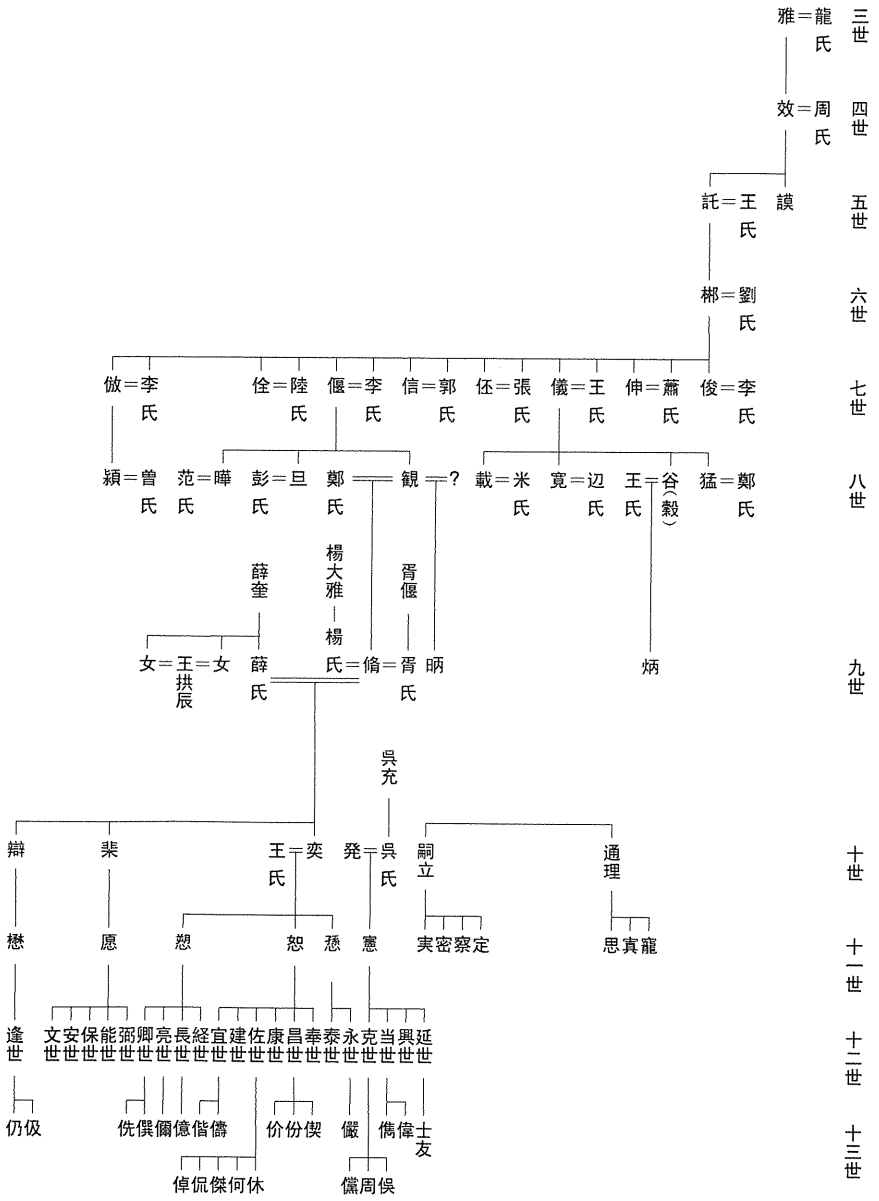 三世
雅＝龍氏
四世
效＝周氏
五世
託＝王氏
謨
六世
郴＝劉氏
七世
倣＝李氏
佺＝陸氏
偃＝李氏
信＝郭氏
伾＝張氏
儀＝王氏
伸＝蕭氏
俊＝李氏
八世
潁＝曽氏
范氏＝曄
彭氏＝旦
鄭氏＝観＝?
載＝米氏
寛＝辺氏
王氏＝谷(穀)
猛＝鄭氏
薛奎
楊大雅
胥偃
九世
女＝王拱辰＝女
薛氏
楊氏＝脩＝胥氏
昞
炳
呉充
十世
辯
棐
王氏＝奕
発＝呉氏
嗣立
通理
十一世
懋
愿
愬
恕
愻
憲
実密察定
思真寵
十二世
逢世
文世
安世
保世
能世
弼世
卿世
亮世
長世
経世
宜世
建世
佐世
康世
昌世
奉世
泰世
永世
克世
当世
興世
延世
十三世
仍伋
侁僎儞億偕儔
价份偰
儼
儁偉
士友
倬侃傑何休
儻周俣